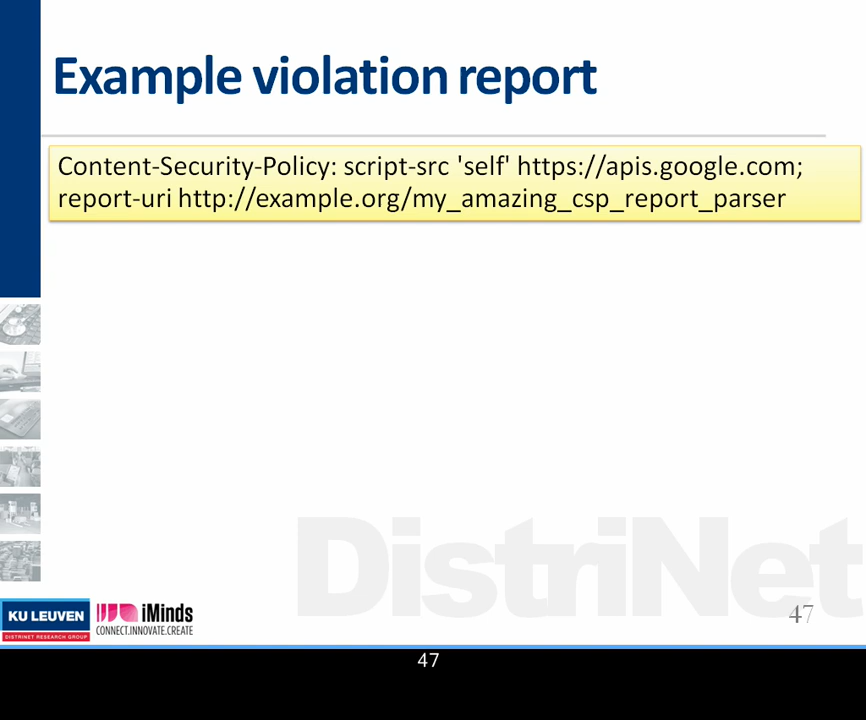 Example violation report
Content-Security-Policy: script-src 'self' https://apis.google.com;
report-uri http://example.org/my_amazing_csp_report_parser
DistriNet
KU LEUVEN
DISTRINET RESEARCH GROUP
iMinds
CONNECT.INNOVATE.CREATE
47
47